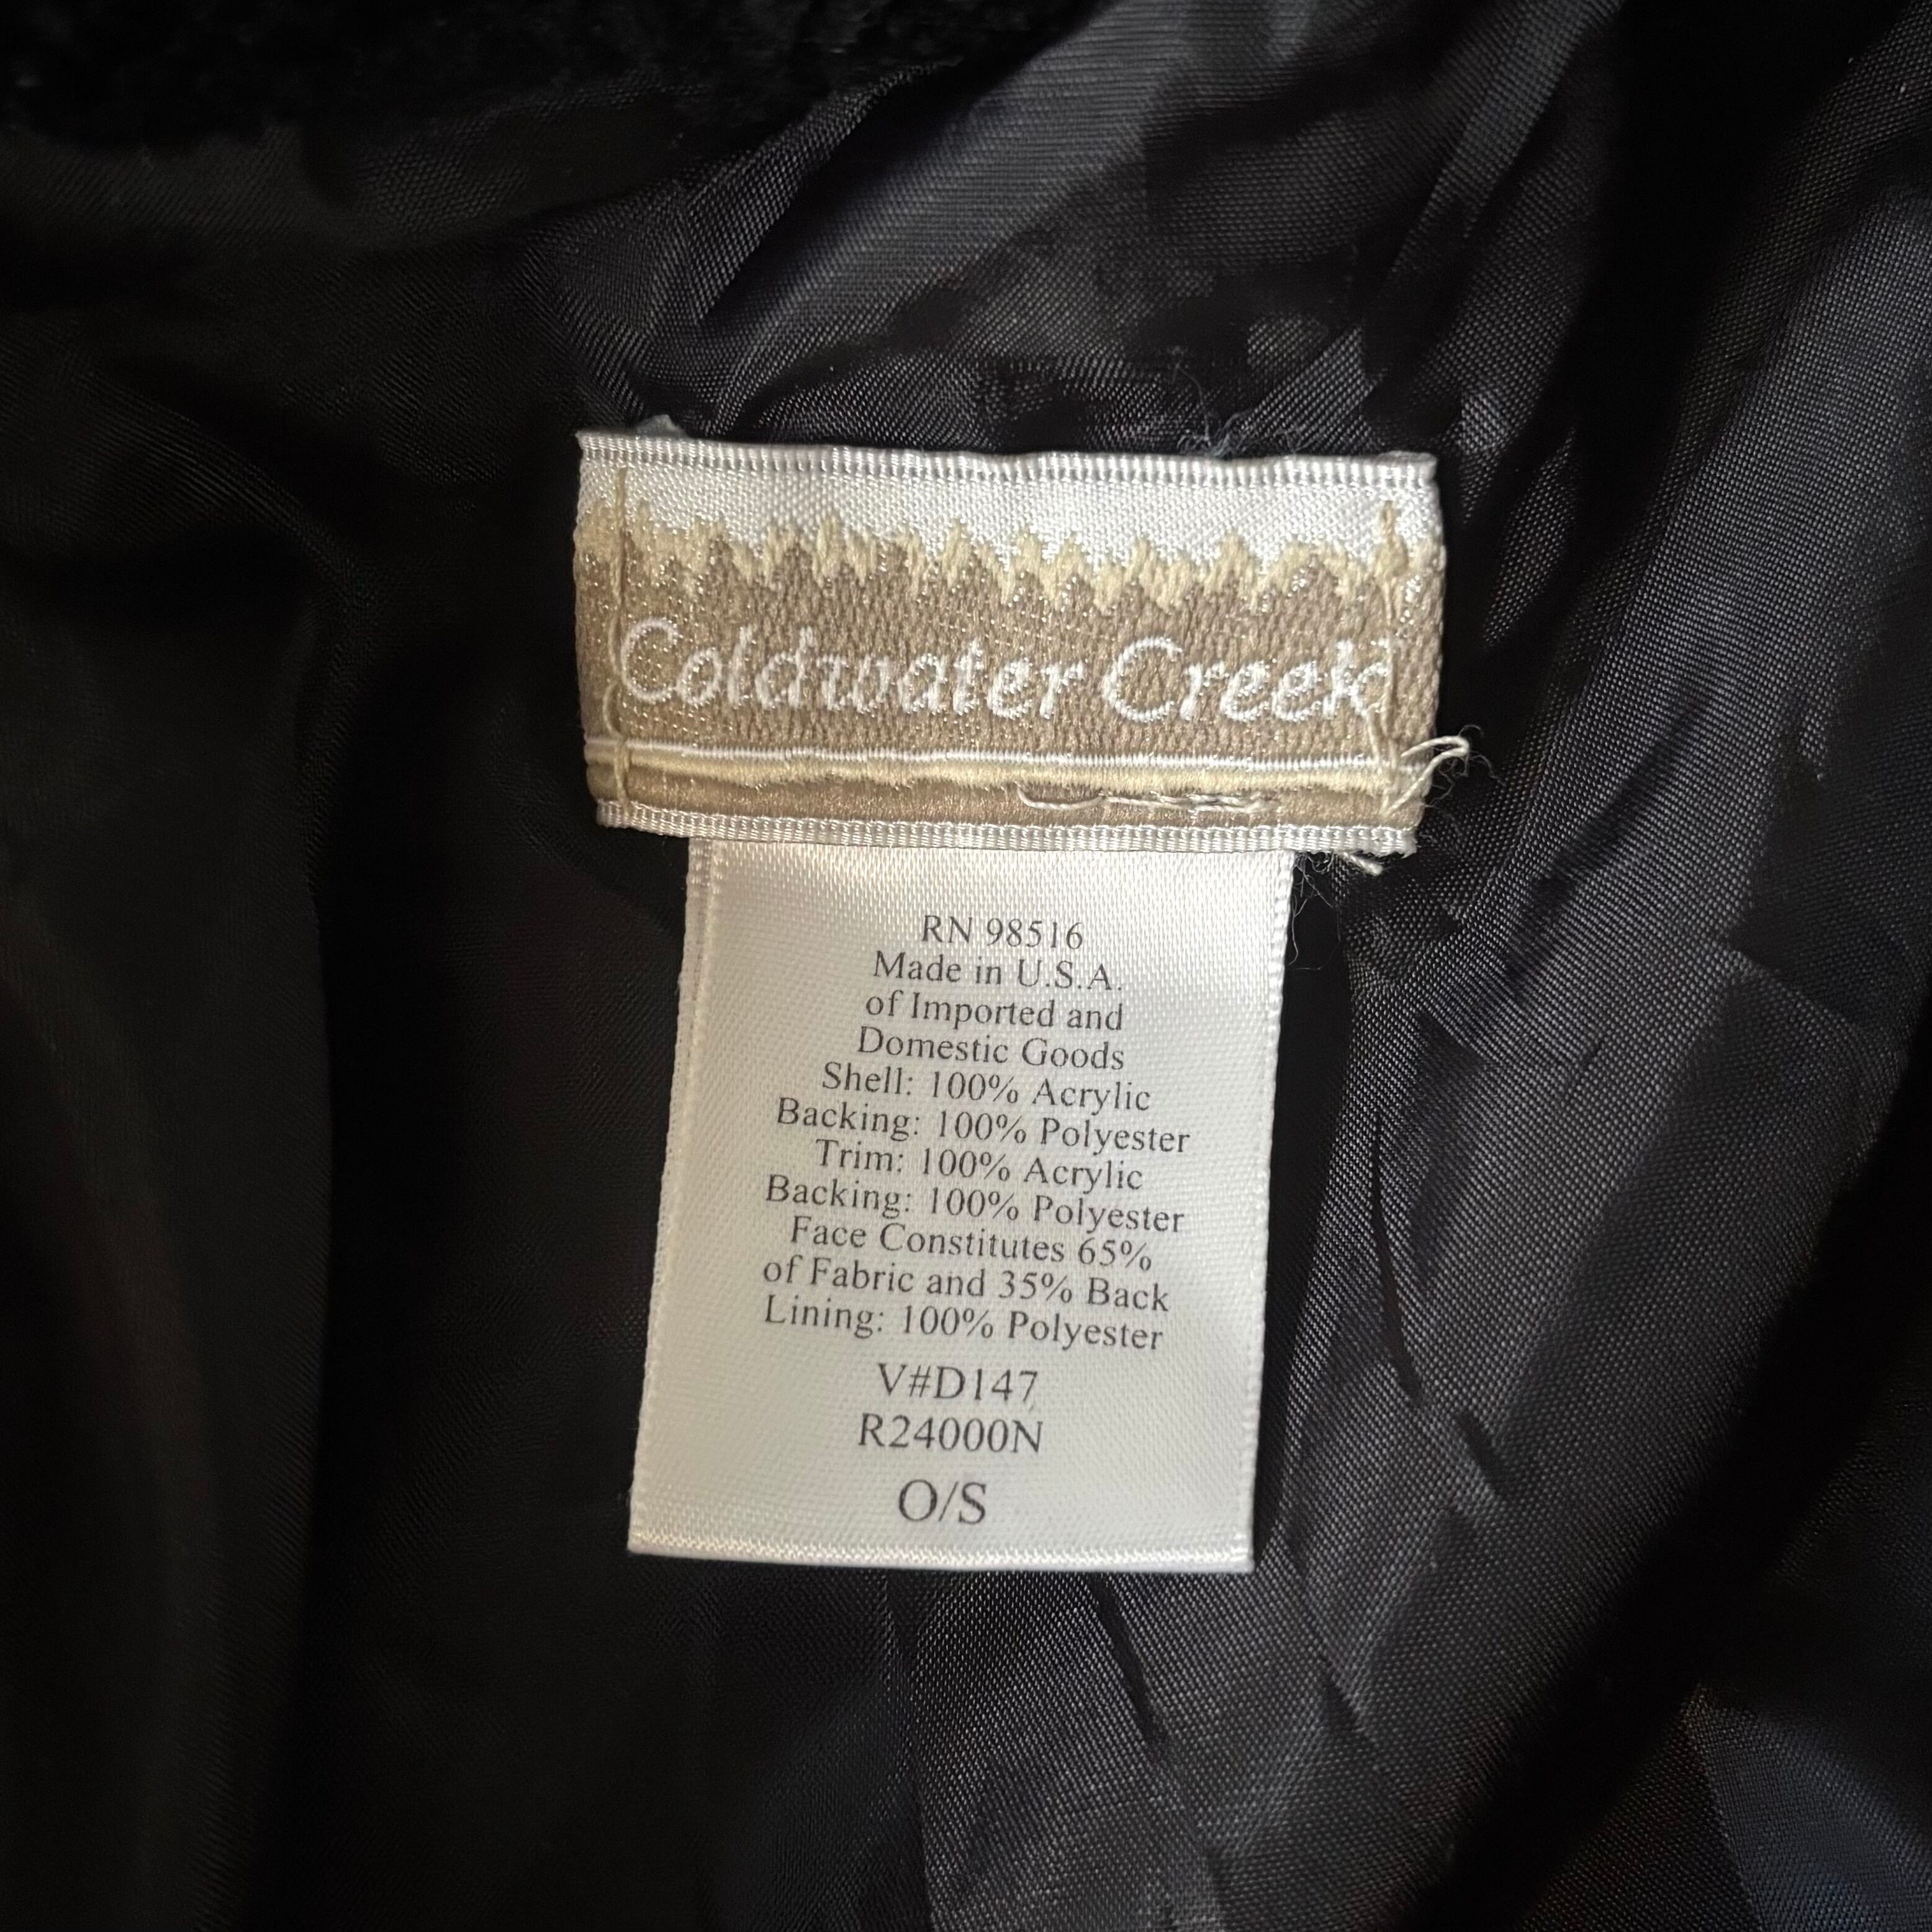 Coldwater Creek
RN 98516
Made in U.S.A.
of Imported and
Domestic Goods
Shell: 100% Acrylic
Backing: 100% Polyester
Trim: 100% Acrylic
Backing: 100% Polyester
Face Constitutes 65%
of Fabric and 35% Back
Lining: 100% Polyester
V#D147
R24000N
O/S